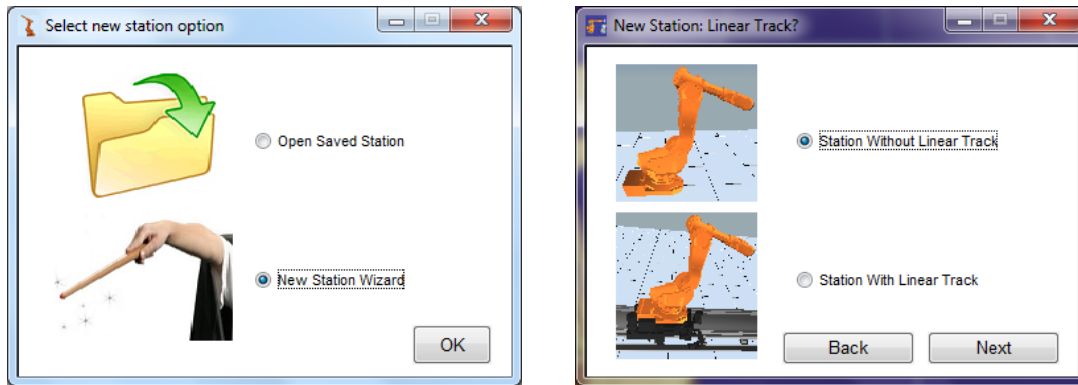 Select new station option
Open Saved Station
New Station Wizard
OK
New Station: Linear Track?
Station Without Linear Track
Station With Linear Track
Back
Next